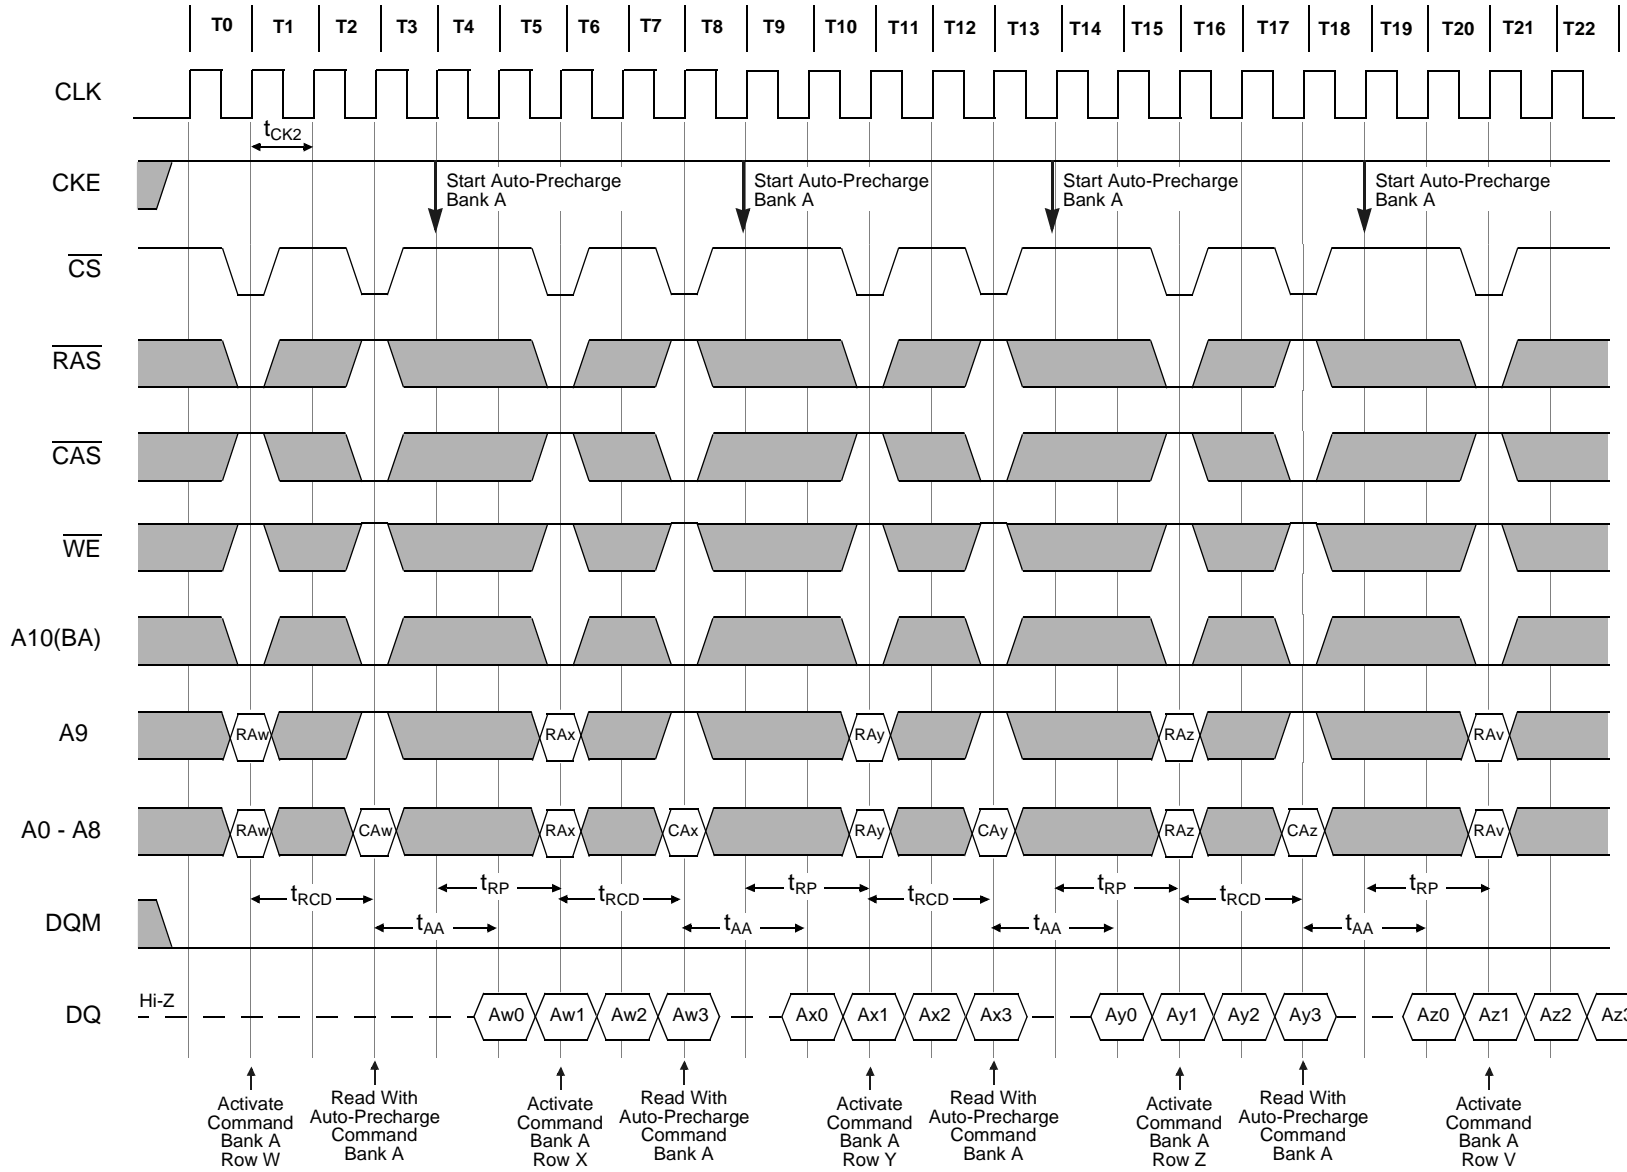 T0 T1 T2 T3 T4 T5 T6 T7 T8 T9 T10 T11 T12 T13 T14 T15 T16 T17 T18 T19 T20 T21 T22
CLK
tCK2
CKE
Start Auto-Precharge
Bank A
Start Auto-Precharge
Bank A
Start Auto-Precharge
Bank A
Start Auto-Precharge
Bank A
CS
RAS
CAS
WE
A10(BA)
A9
RAw RAx RAy RAz RAv
A0 - A8
RAw CAw RAx CAx RAy CAy RAz CAz RAv
tRP tRP tRP tRP
tRCD tRCD tRCD tRCD
DQM
tAA tAA tAA tAA
Hi-Z
DQ
Aw0 Aw1 Aw2 Aw3 Ax0 Ax1 Ax2 Ax3 Ay0 Ay1 Ay2 Ay3 Az0 Az1 Az2 Az3
Activate
Command
Bank A
Row W
Read With
Auto-Precharge
Command
Bank A
Activate
Command
Bank A
Row X
Read With
Auto-Precharge
Command
Bank A
Activate
Command
Bank A
Row Y
Read With
Auto-Precharge
Command
Bank A
Activate
Command
Bank A
Row Z
Read With
Auto-Precharge
Command
Bank A
Activate
Command
Bank A
Row V